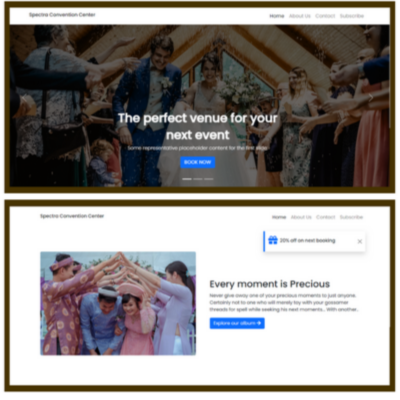 Spectra Convention Center
Home About Us Contact Subscribe
The perfect venue for your
next event
Some representative placeholder content for the first slide.
BOOK NOW
Spectra Convention Center
Home About Us Contact Subscribe
20% off on next booking
Every moment is Precious
Never give away one of your precious moments to just anyone.
Certainly not to one who will merely toy with your gossamer
threads for spell while seeking his next moments... With another..
Explore our album